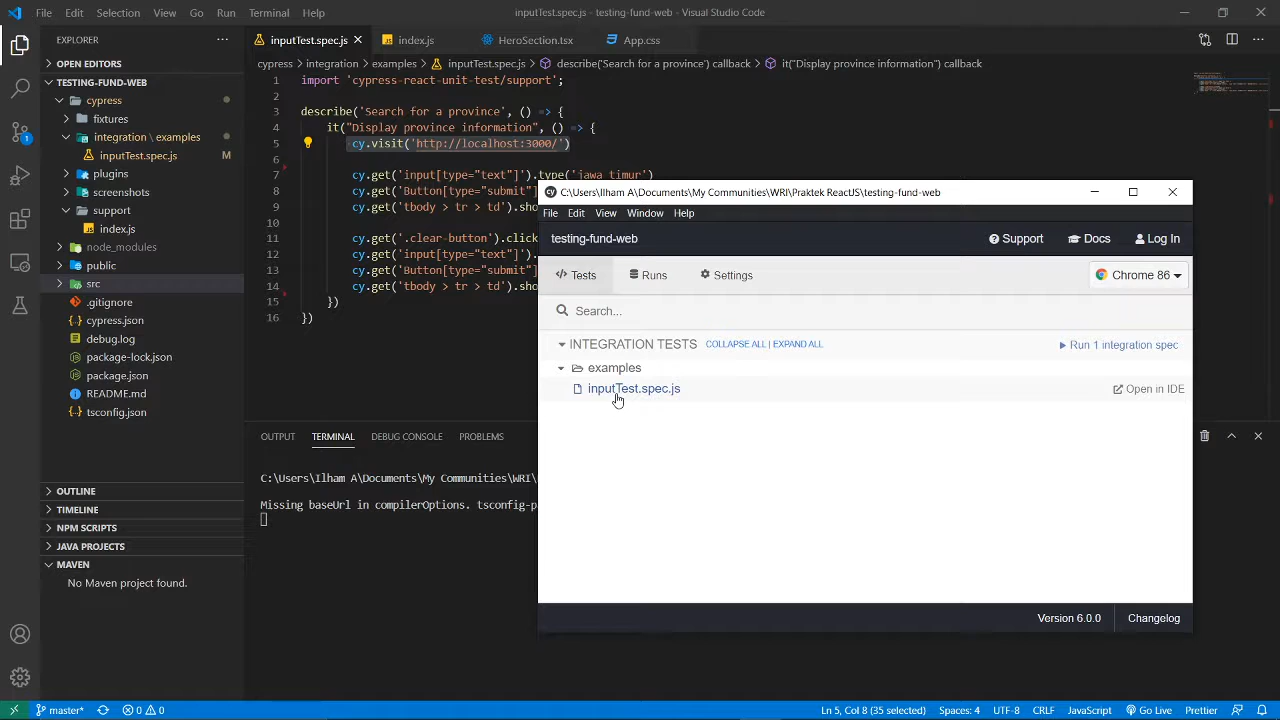 File Edit Selection View Go Run Terminal Help inputTest.spec.js - testing-fund-web - Visual Studio Code
EXPLORER
inputTest.spec.js index.js HeroSection.tsx App.css
cypress > integration > examples > inputTest.spec.js > describe('Search for a province') callback > it("Display province information") callback
OPEN EDITORS
TESTING-FUND-WEB
cypress
fixtures
integration \ examples
inputTest.spec.js M
plugins
screenshots
support
index.js
node_modules
public
src
.gitignore
cypress.json
debug.log
package-lock.json
package.json
README.md
tsconfig.json
OUTLINE
TIMELINE
NPM SCRIPTS
JAVA PROJECTS
MAVEN
No Maven project found.
1 import 'cypress-react-unit-test/support';
2
3 describe('Search for a province', () => {
4 it("Display province information", () => {
5 cy.visit('http://localhost:3000/')
6
7 cy.get('input[type="text"]').type('jawa timur')
8 cy.get('Button[type="submit"
9 cy.get('tbody > tr > td').sho
10
11 cy.get('.clear-button').click
12 cy.get('input[type="text"]').
13 cy.get('Button[type="submit"
14 cy.get('tbody > tr > td').sho
15 })
16 })
OUTPUT TERMINAL DEBUG CONSOLE PROBLEMS
C:\Users\Ilham A\Documents\My Communities\WRI\
Missing baseUrl in compilerOptions. tsconfig-p
cy C:\Users\Ilham A\Documents\My Communities\WRI\Praktek ReactJS\testing-fund-web
File Edit View Window Help
testing-fund-web Support Docs Log In
</> Tests Runs Settings Chrome 86
Search...
INTEGRATION TESTS COLLAPSE ALL | EXPAND ALL Run 1 integration spec
examples
inputTest.spec.js Open in IDE
Version 6.0.0 Changelog
1
master* 0 0 Ln 5, Col 8 (35 selected) Spaces: 4 UTF-8 CRLF JavaScript Go Live Prettier